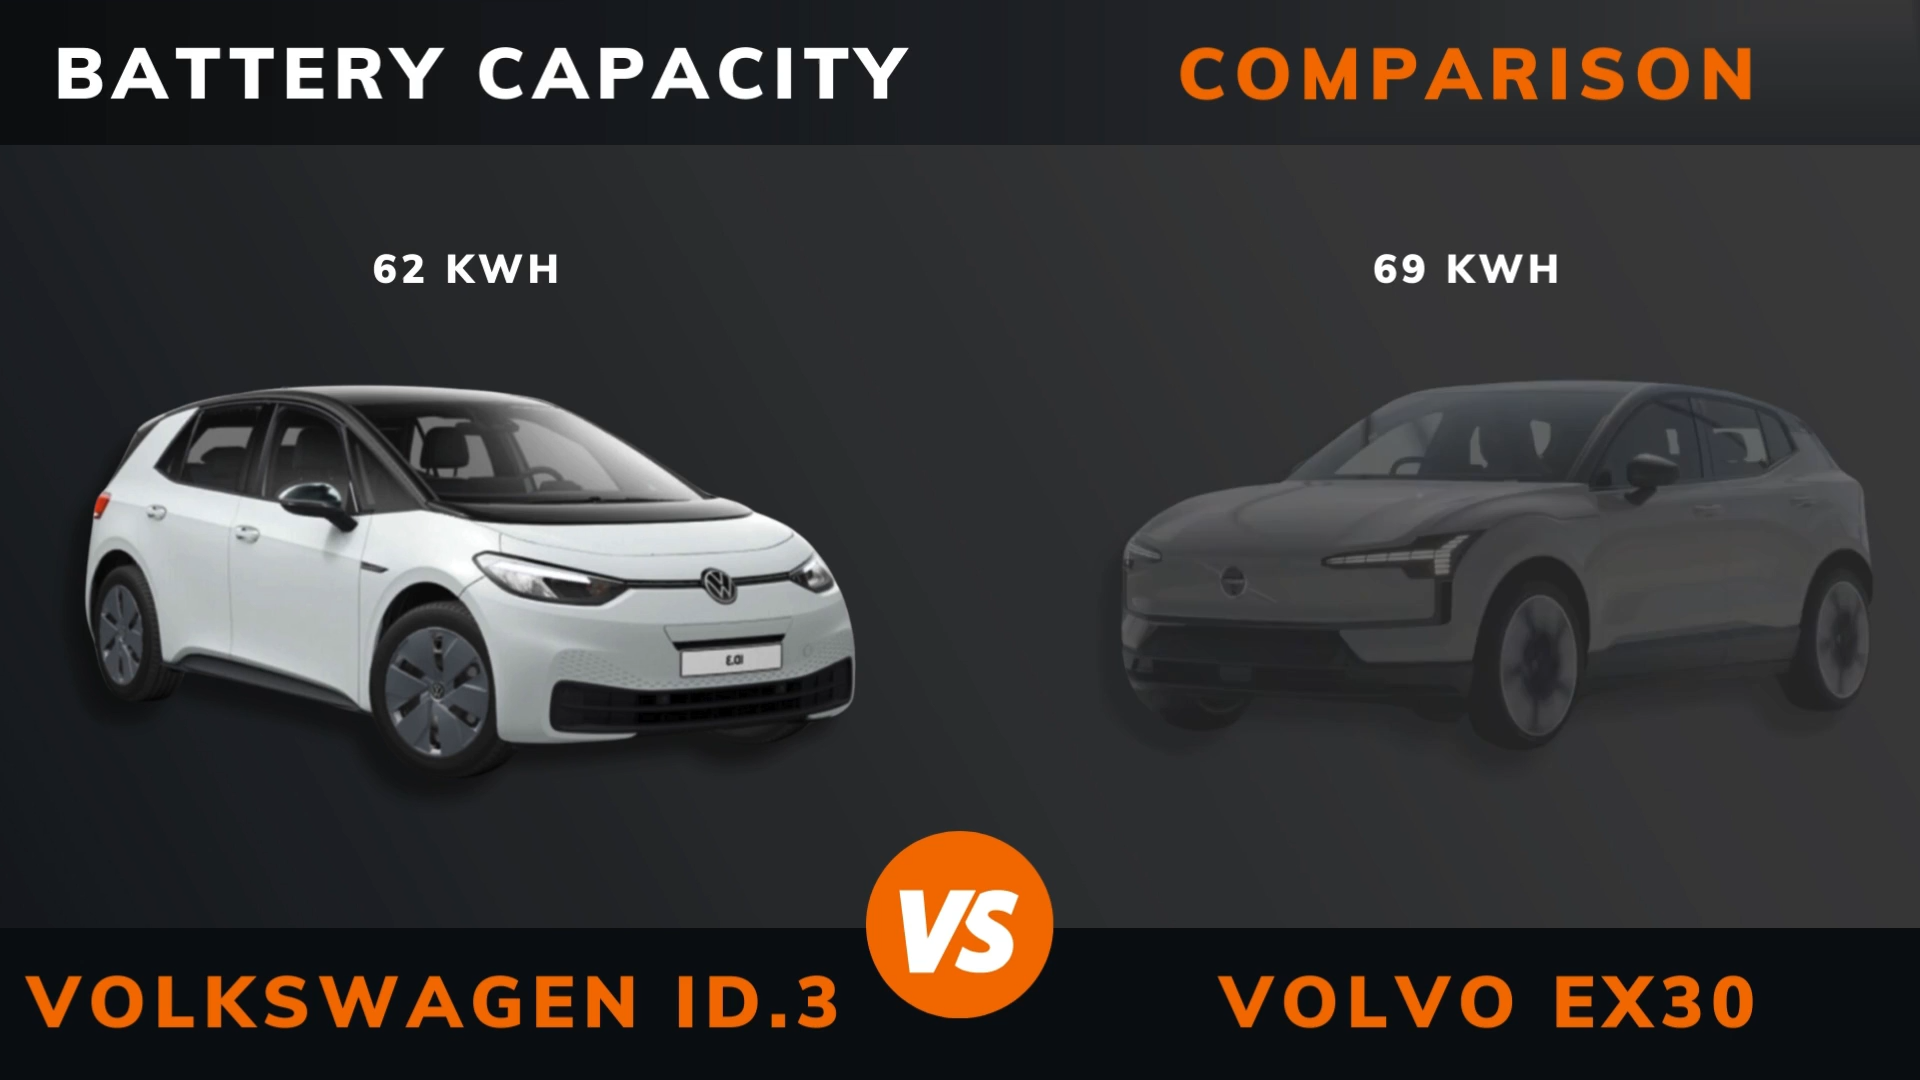 BATTERY CAPACITY COMPARISON
62 KWH 69 KWH
VS
VOLKSWAGEN ID.3 VOLVO EX30